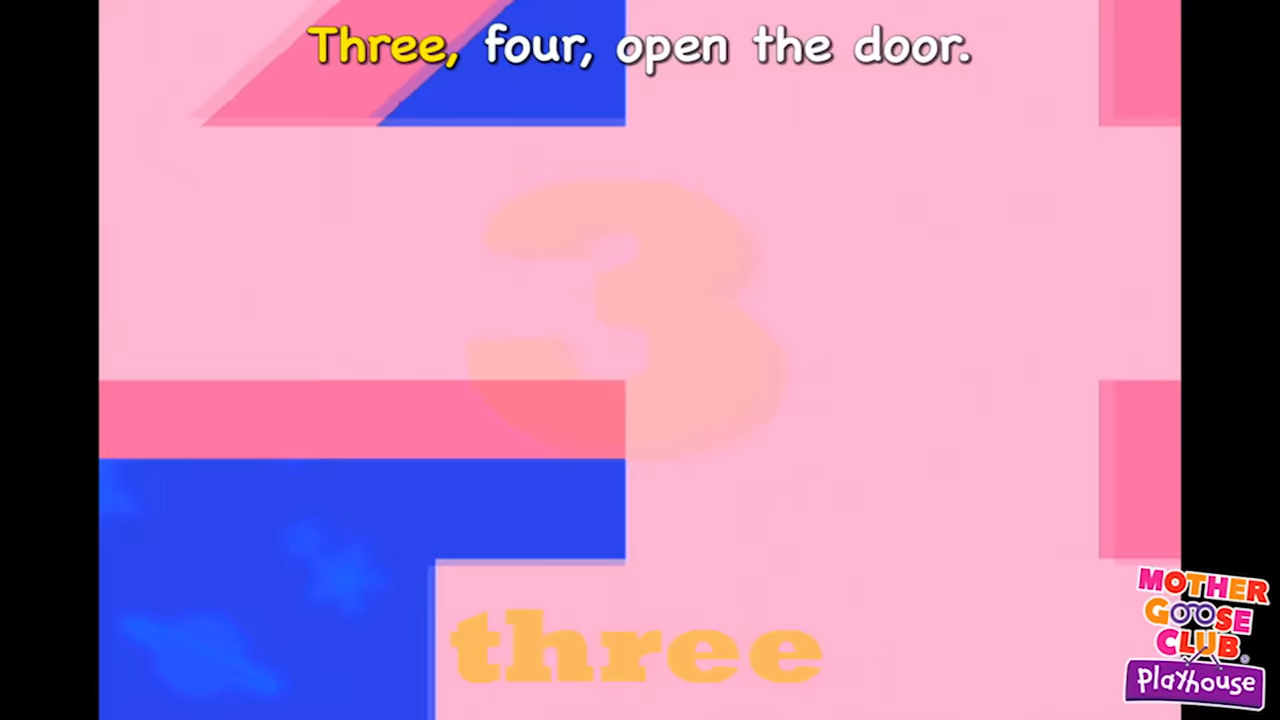 Three, four, open the door.
3
three
MOTHER
GOOSE
CLUB
Playhouse